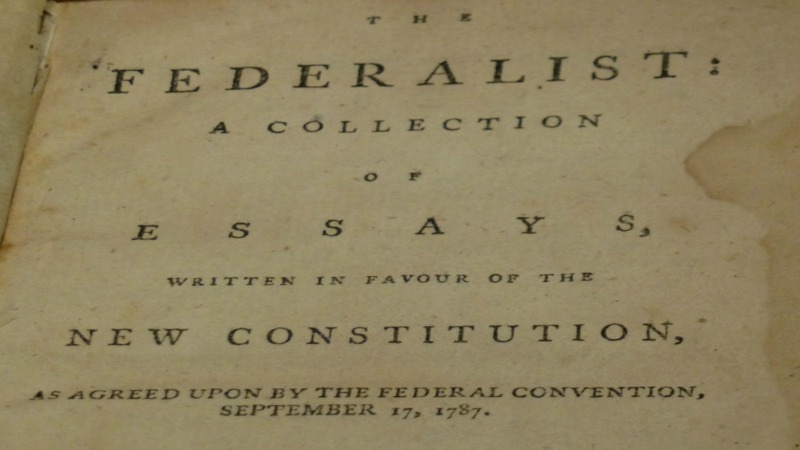 THE
FEDERALIST:
A COLLECTION
OF
ESSAYS,
WRITTEN IN FAVOUR OF THE
NEW CONSTITUTION,
AS AGREED UPON BY THE FEDERAL CONVENTION,
SEPTEMBER 17, 1787.